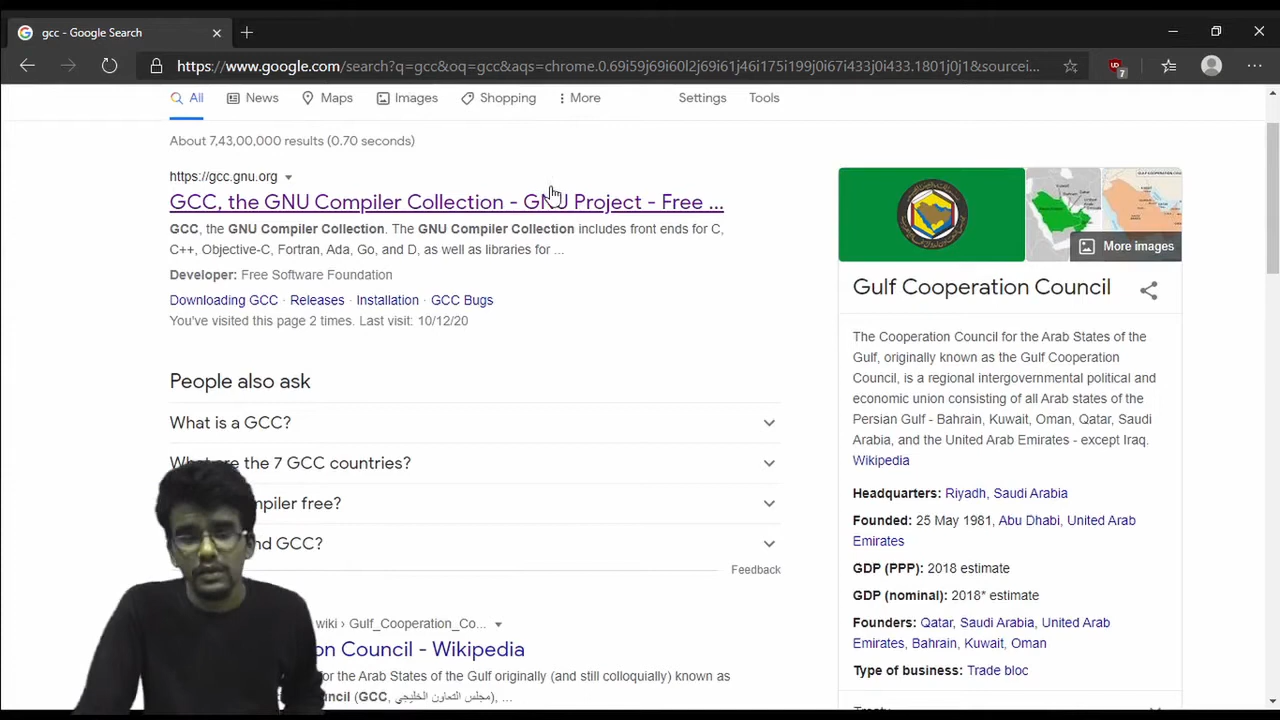 gcc - Google Search
https://www.google.com/search?q=gcc&oq=gcc&aqs=chrome.0.69i59j69i60l2j69i61j46i175i199j0i67i433j0i433.1801j0j1&sourcei...
7
All News Maps Images Shopping More Settings Tools
About 7,43,00,000 results (0.70 seconds)
https://gcc.gnu.org
GCC, the GNU Compiler Collection - GNU Project - Free ...
GCC, the GNU Compiler Collection. The GNU Compiler Collection includes front ends for C,
C++, Objective-C, Fortran, Ada, Go, and D, as well as libraries for ...
Developer: Free Software Foundation
Downloading GCC · Releases · Installation · GCC Bugs
You've visited this page 2 times. Last visit: 10/12/20
People also ask
What is a GCC?
What are the 7 GCC countries?
mpiler free?
nd GCC?
Feedback
wiki › Gulf_Cooperation_Co...
on Council - Wikipedia
for the Arab States of the Gulf originally (and still colloquially) known as
uncil (GCC, مجلس التعاون الخليجي), ...
More images
Gulf Cooperation Council
The Cooperation Council for the Arab States of the
Gulf, originally known as the Gulf Cooperation
Council, is a regional intergovernmental political and
economic union consisting of all Arab states of the
Persian Gulf - Bahrain, Kuwait, Oman, Qatar, Saudi
Arabia, and the United Arab Emirates - except Iraq.
Wikipedia
Headquarters: Riyadh, Saudi Arabia
Founded: 25 May 1981, Abu Dhabi, United Arab
Emirates
GDP (PPP): 2018 estimate
GDP (nominal): 2018* estimate
Founders: Qatar, Saudi Arabia, United Arab
Emirates, Bahrain, Kuwait, Oman
Type of business: Trade bloc